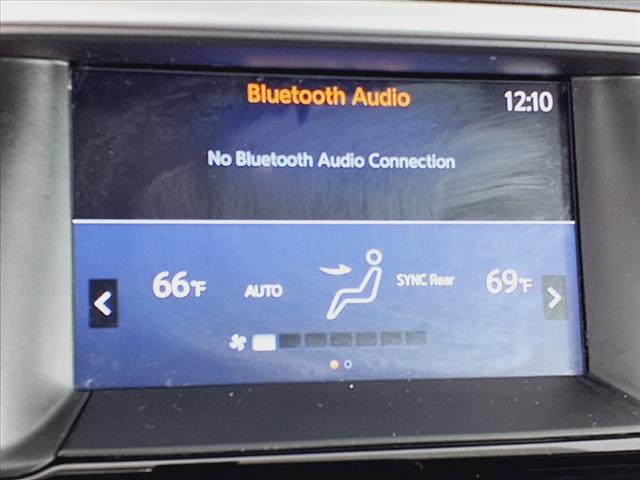 Bluetooth Audio
12:10
No Bluetooth Audio Connection
66°F
AUTO
SYNC Rear
69°F